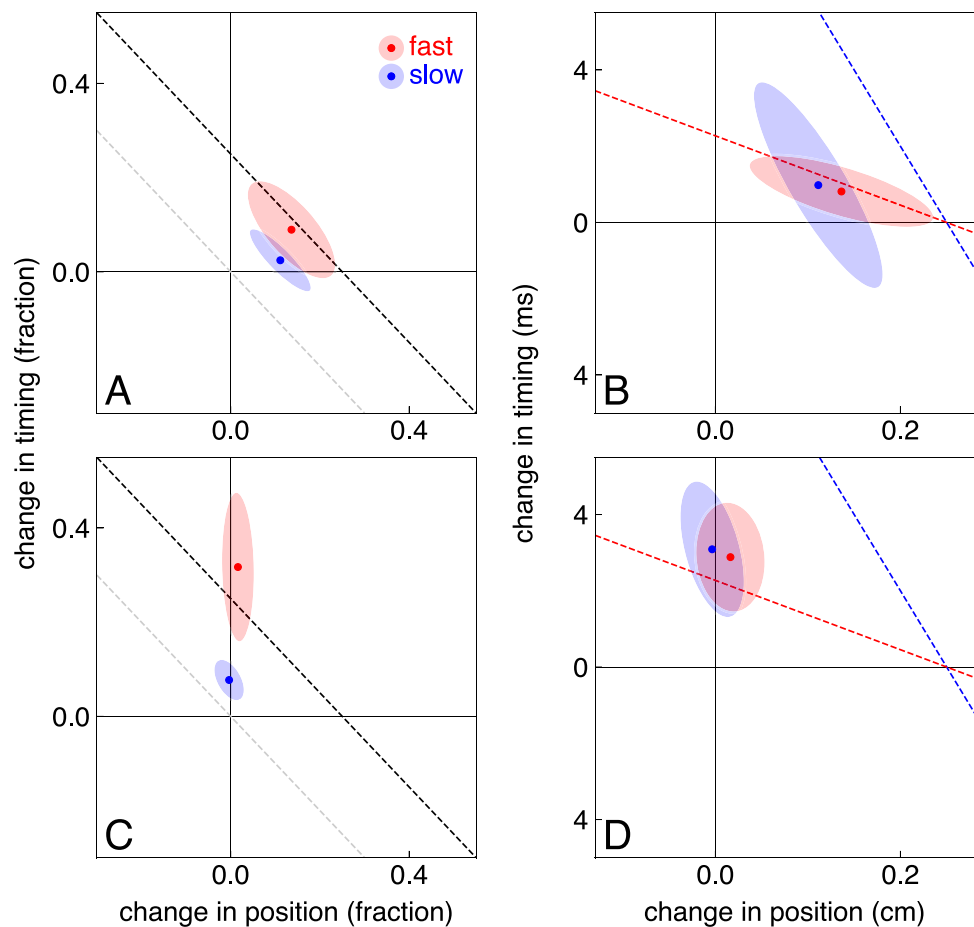 fast
slow
0.4
0.0
A
0.0
0.4
change in timing (fraction)
4
0
4
B
0.0
0.2
change in timing (ms)
0.4
0.0
C
0.0
0.4
change in position (fraction)
4
0
4
D
0.0
0.2
change in position (cm)